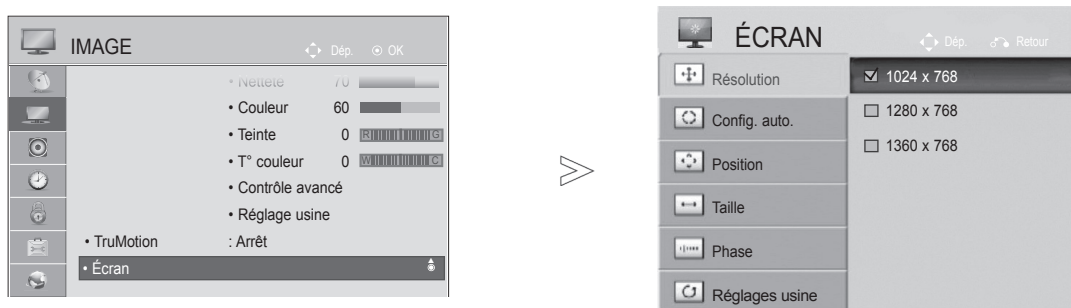 IMAGE
Dép. OK
• Netteté 70
• Couleur 60
• Teinte 0 R G
• T° couleur 0 W C
• Contrôle avancé
• Réglage usine
• TruMotion : Arrêt
• Écran
ÉCRAN
Dép. Retour
Résolution
Config. auto.
Position
Taille
Phase
Réglages usine
1024 x 768
1280 x 768
1360 x 768